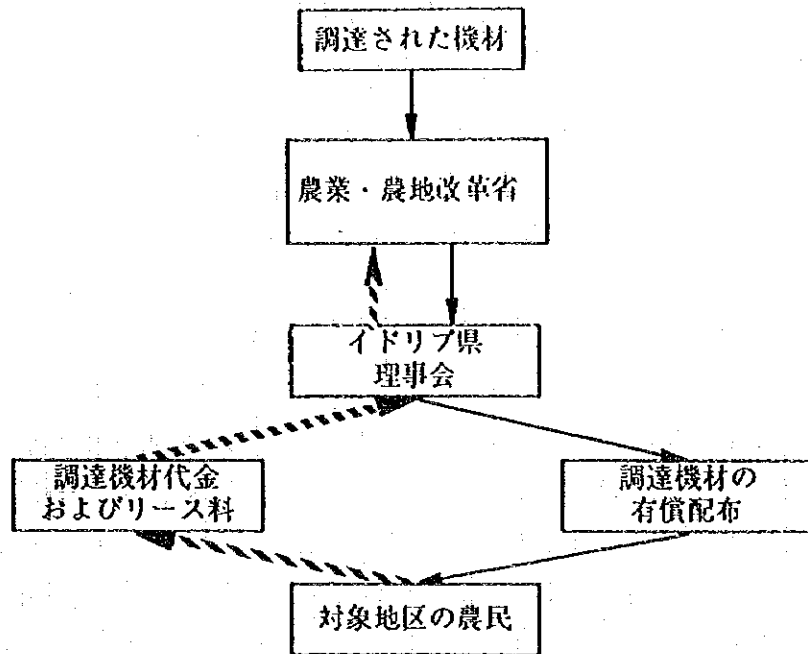 調達された機材
農業・農地改革省
イドリブ県
理事会
調達機材代金
およびリース料
調達機材の
有償配布
対象地区の農民